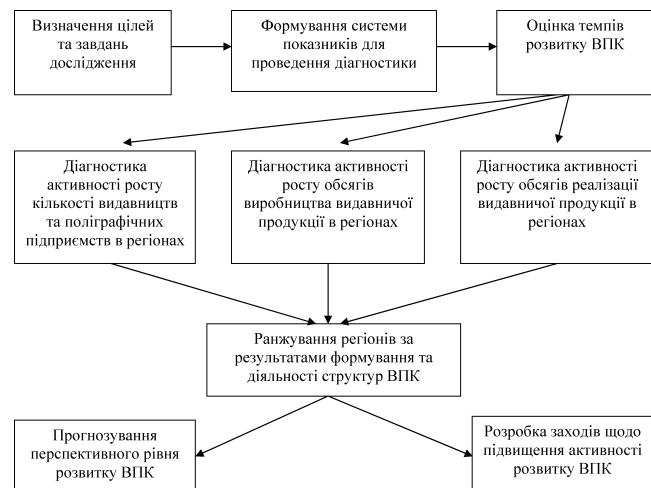 Визначення цілей
та завдань
дослідження
Формування системи
показників для
проведення діагностики
Оцінка темпів
розвитку ВПК
Діагностика
активності росту
кількості видавництв
та поліграфічних
підприємств в регіонах
Діагностика активності
росту обсягів
виробництва видавничої
продукції в регіонах
Діагностика активності
росту обсягів реалізації
видавничої продукції в
регіонах
Ранжування регіонів за
результатами формування та
діяльності структур ВПК
Прогнозування
перспективного рівня
розвитку ВПК
Розробка заходів щодо
підвищення активності
розвитку ВПК